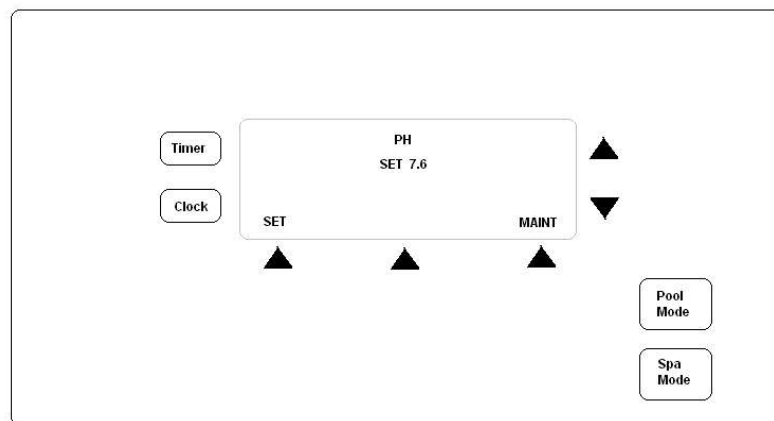 Timer
Clock
PH
SET 7.6
SET MAINT
Pool
Mode
Spa
Mode